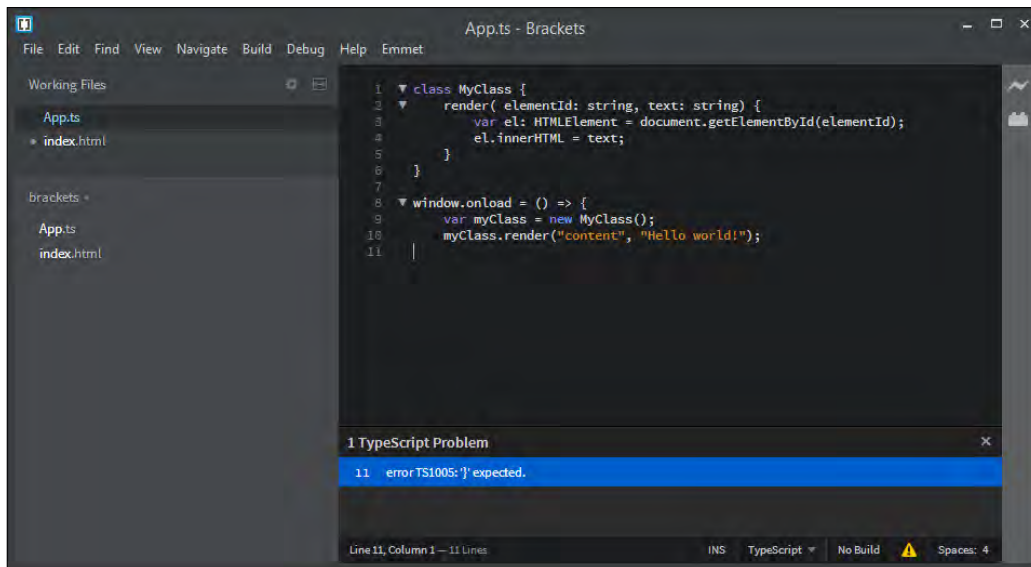 App.ts - Brackets
File Edit Find View Navigate Build Debug Help Emmet
Working Files
App.ts
index.html
brackets
App.ts
index.html
1 class MyClass {
2 render( elementId: string, text: string) {
3 var el: HTMLElement = document.getElementById(elementId);
4 el.innerHTML = text;
5 }
6 }
7
8 window.onload = () => {
9 var myClass = new MyClass();
10 myClass.render("content", "Hello world!");
11
1 TypeScript Problem
11 error TS1005: '}' expected.
Line 11, Column 1 — 11 Lines INS TypeScript No Build Spaces: 4